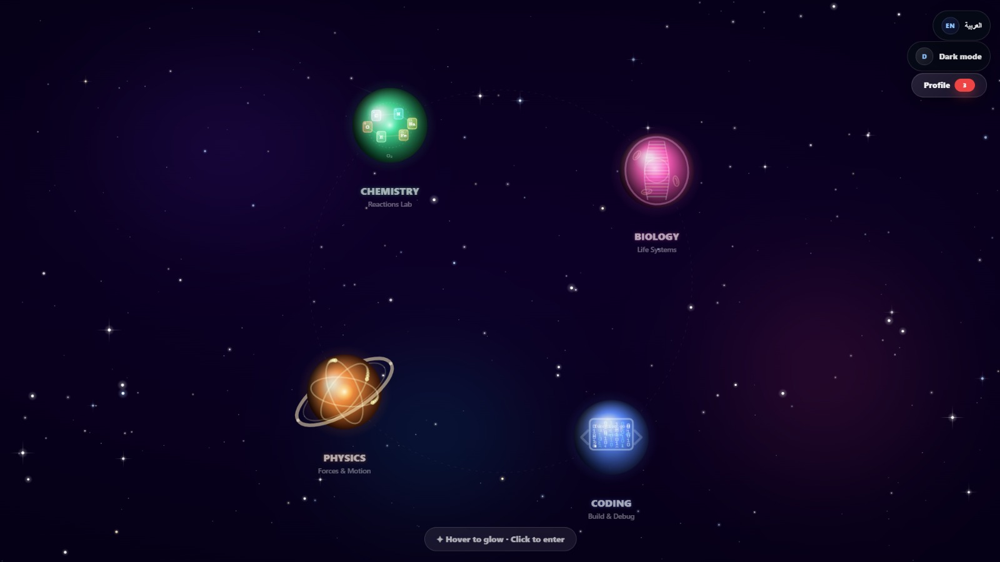 EN العربية
D Dark mode
Profile 3
O₂
CHEMISTRY
Reactions Lab
BIOLOGY
Life Systems
PHYSICS
Forces & Motion
CODING
Build & Debug
✦ Hover to glow · Click to enter